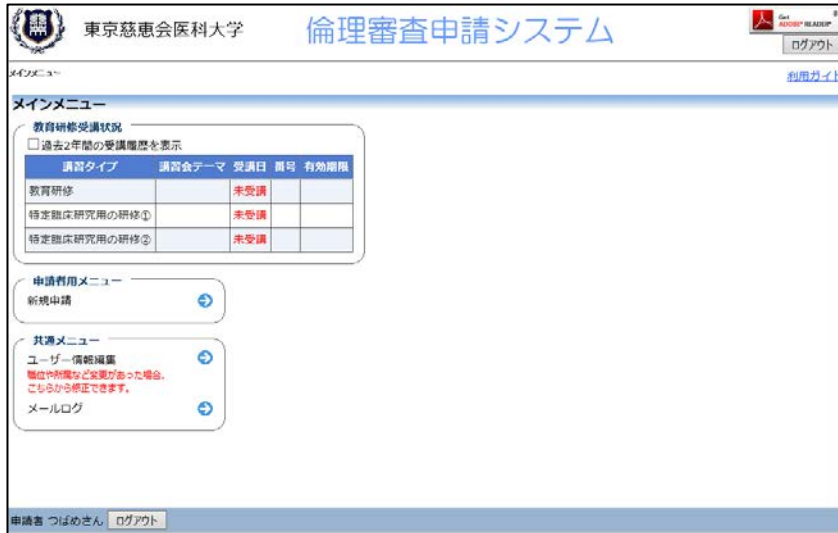 東京慈恵会医科大学
倫理審査申請システム
Get
ADOBE® READER®
ログアウト
メインメニュー
利用ガイド
メインメニュー
教育研修受講状況
過去2年間の受講履歴を表示
講習タイプ 講習会テーマ 受講日 番号 有効期限
教育研修 未受講
特定臨床研究用の研修① 未受講
特定臨床研究用の研修② 未受講
申請者用メニュー
新規申請
共通メニュー
ユーザー情報編集
職位や所属など変更があった場合、
こちらから修正できます。
メールログ
申請者 つばめさん ログアウト